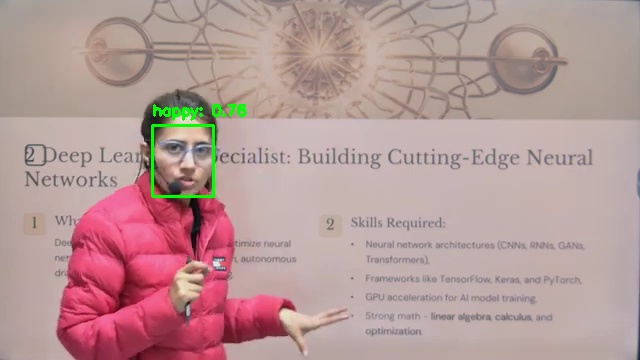 happy: 0.76
2 Deep Lear ecialist: Building Cutting-Edge Neural
Networks
1
2 Skills Required:
• Neural network architectures (CNNs, RNNs, GANs,
Transformers).
• Frameworks like TensorFlow, Keras, and PyTorch.
• GPU acceleration for AI model training.
• Strong math - linear algebra, calculus, and
optimization.
Wha
Dee timize neural
net n, autonomous